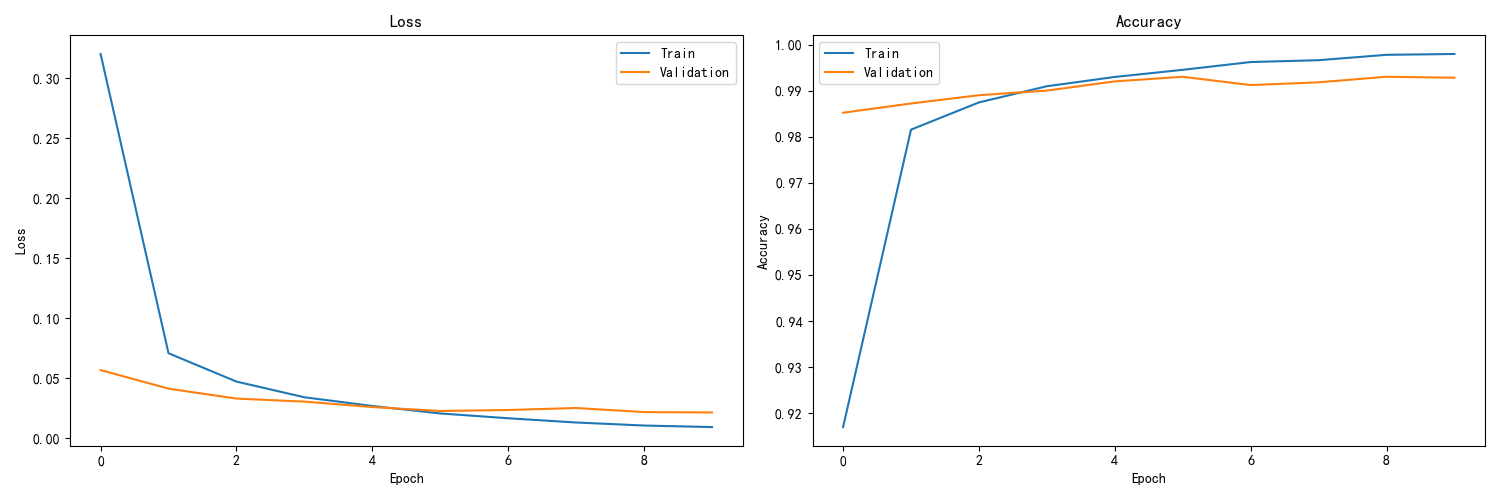 Loss
Train
Validation
0.30
0.25
0.20
0.15
0.10
0.05
0.00
Loss
0 2 4 6 8
Epoch
Accuracy
Train
Validation
1.00
0.99
0.98
0.97
0.96
0.95
0.94
0.93
0.92
Accuracy
0 2 4 6 8
Epoch